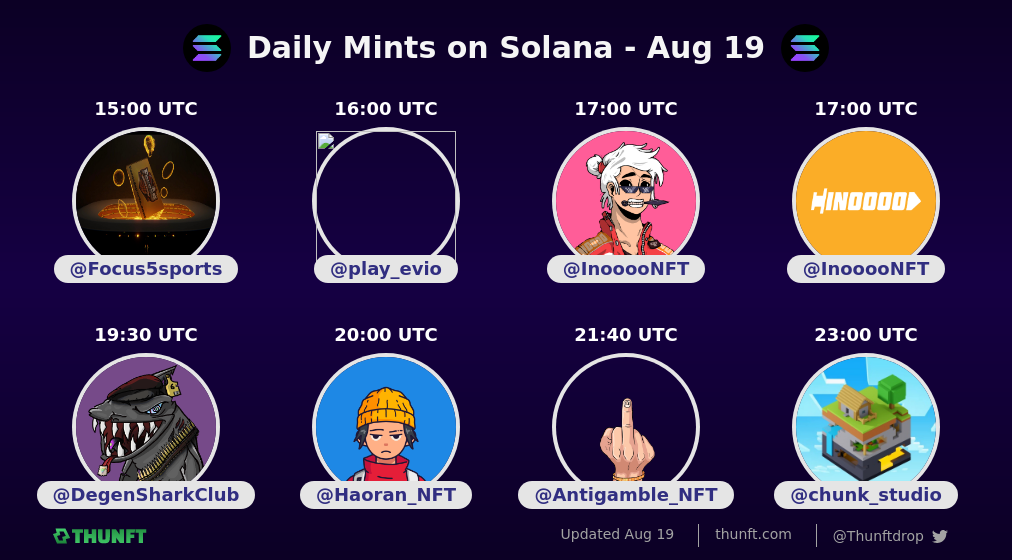 Daily Mints on Solana - Aug 19
15:00 UTC
16:00 UTC
17:00 UTC
17:00 UTC
HINOOOOO
@Focus5sports
@play_evio
@InooooNFT
@InooooNFT
19:30 UTC
20:00 UTC
21:40 UTC
23:00 UTC
@DegenSharkClub
@Haoran_NFT
@Antigamble_NFT
@chunk_studio
THUNFT
Updated Aug 19
thunft.com
@Thunftdrop